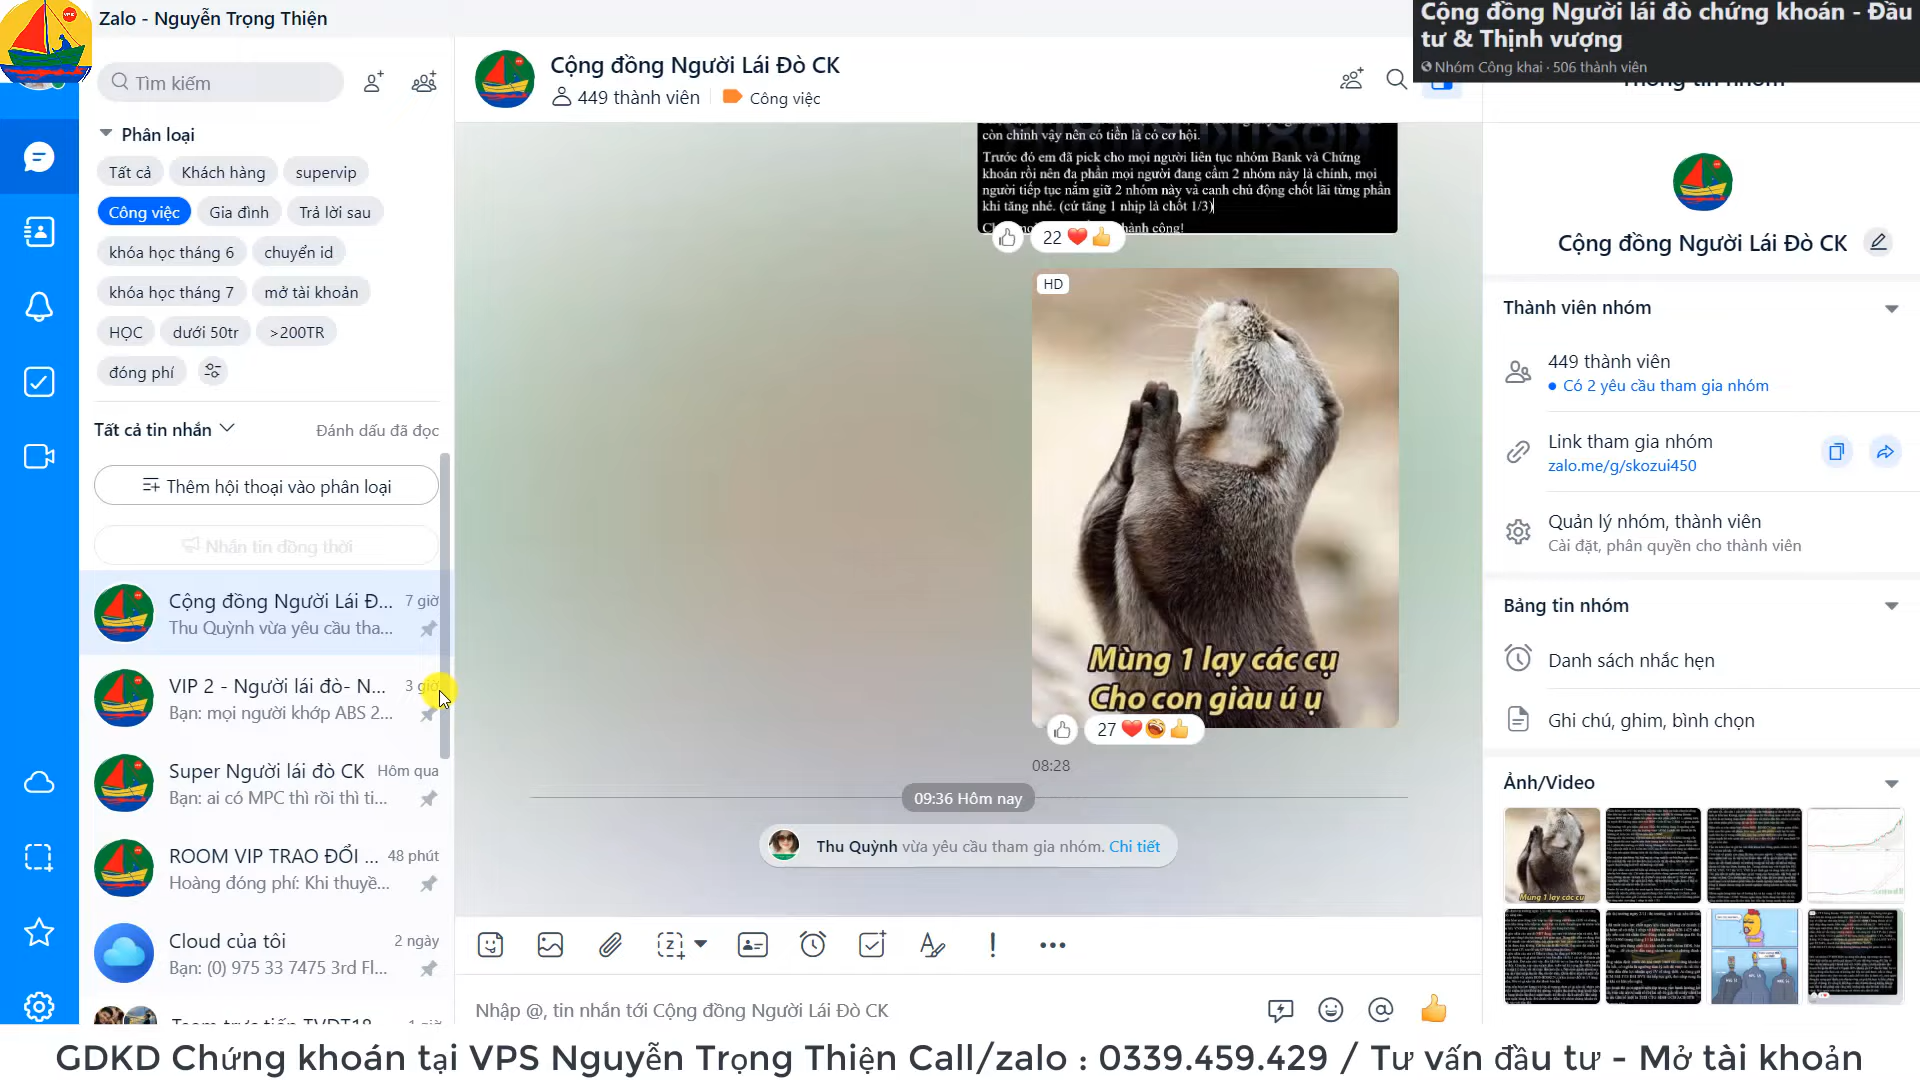 Zalo - Nguyễn Trọng Thiện
Cộng đồng Người lái đò chứng khoán - Đầu
tư & Thịnh vượng
Nhóm Công khai · 506 thành viên
Tìm kiếm
Phân loại
Tất cả
Khách hàng
supervip
Công việc
Gia đình
Trả lời sau
khóa học tháng 6
chuyển id
khóa học tháng 7
mở tài khoản
HỌC
dưới 50tr
>200TR
đóng phí
Tất cả tin nhắn
Đánh dấu đã đọc
Thêm hội thoại vào phân loại
Nhắn tin đồng thời
Cộng đồng Người Lái Đ...
7 giờ
Thu Quỳnh vừa yêu cầu tha...
VIP 2 - Người lái đò- N...
3 giờ
Bạn: mọi người khớp ABS 2...
Super Người lái đò CK
Hôm qua
Bạn: ai có MPC thì rồi thì ti...
ROOM VIP TRAO ĐỔI ...
48 phút
Hoàng đóng phí: Khi thuyề...
Cloud của tôi
2 ngày
Bạn: (0) 975 33 7475 3rd Fl...
Cộng đồng Người Lái Đò CK
449 thành viên
Công việc
còn chính vậy nên có tiền là có cơ hội.
Trước đó em đã pick cho mọi người liên tục nhóm Bank và Chứng
khoán rồi nên đa phần mọi người đang cầm 2 nhóm này là chính, mọi
người tiếp tục nắm giữ 2 nhóm này và canh chủ động chốt lãi từng phần
khi tăng nhé. (cứ tăng 1 nhịp là chốt 1/3)
hành công!
22
HD
Mùng 1 lạy các cụ
Cho con giàu ú ụ
27
08:28
09:36 Hôm nay
Thu Quỳnh vừa yêu cầu tham gia nhóm. Chi tiết
Nhập @, tin nhắn tới Cộng đồng Người Lái Đò CK
Thông tin nhóm
Cộng đồng Người Lái Đò CK
Thành viên nhóm
449 thành viên
Có 2 yêu cầu tham gia nhóm
Link tham gia nhóm
zalo.me/g/skozui450
Quản lý nhóm, thành viên
Cài đặt, phân quyền cho thành viên
Bảng tin nhóm
Danh sách nhắc hẹn
Ghi chú, ghim, bình chọn
Ảnh/Video
Mùng 1 lạy các cụ
GDKD Chứng khoán tại VPS Nguyễn Trọng Thiện Call/zalo : 0339.459.429 / Tư vấn đầu tư - Mở tài khoản